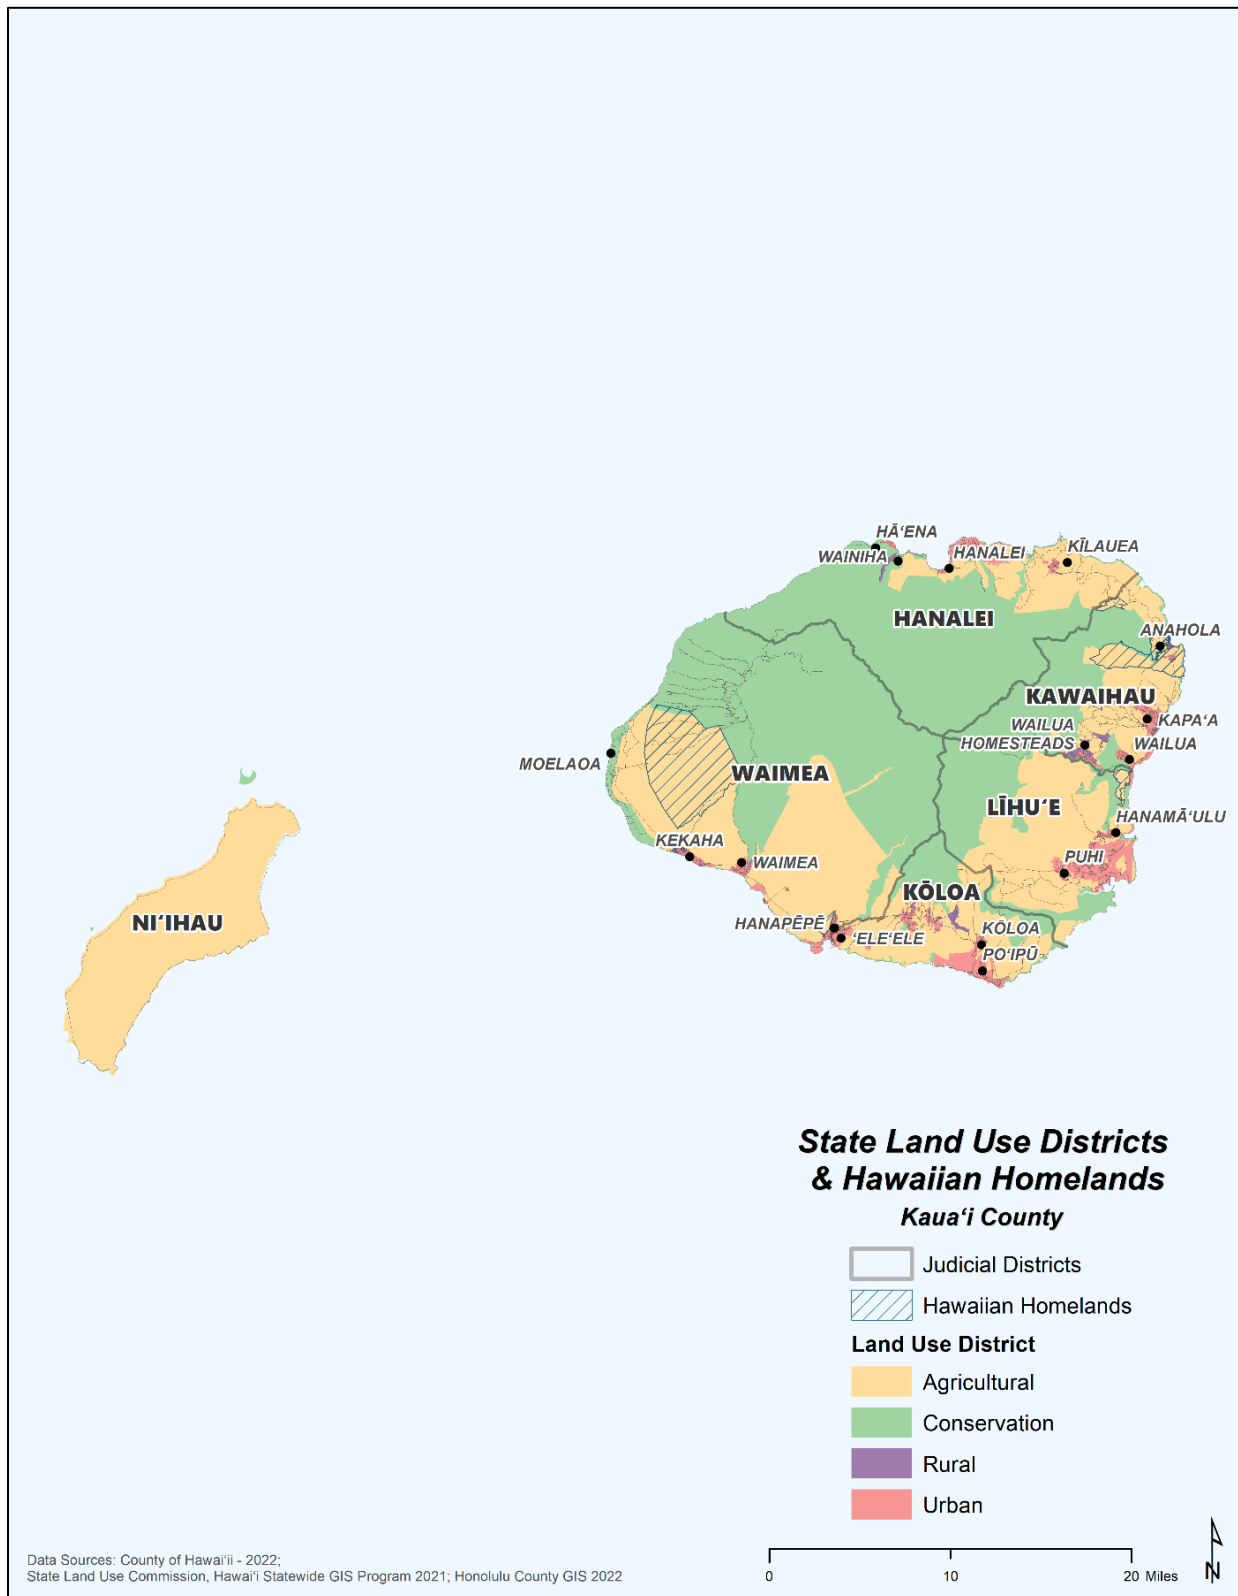 HĀʻENA
WAINIHA
HANALEI
KĪLAUEA
HANALEI
ANAHOLA
KAWAIHAU
WAILUA
HOMESTEADS
KAPAʻA
WAILUA
MOELAOA
WAIMEA
LĪHUʻE
HANAMĀʻULU
KEKAHA
WAIMEA
PUHI
KŌLOA
NIʻIHAU
HANAPĒPĒ
ʻELEʻELE
KŌLOA
POʻIPŪ
State Land Use Districts
& Hawaiian Homelands
Kauaʻi County
Judicial Districts
Hawaiian Homelands
Land Use District
Agricultural
Conservation
Rural
Urban
Data Sources: County of Hawaiʻii - 2022;
State Land Use Commission, Hawaiʻi Statewide GIS Program 2021; Honolulu County GIS 2022
0 10 20 Miles
N